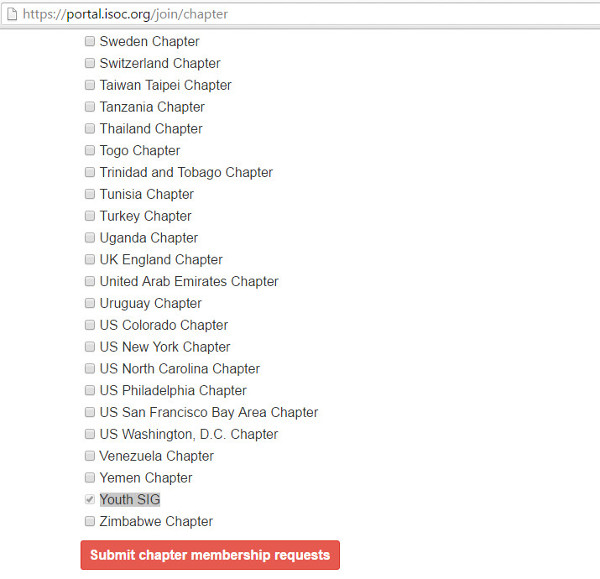 https://portal.isoc.org/join/chapter
Sweden Chapter
Switzerland Chapter
Taiwan Taipei Chapter
Tanzania Chapter
Thailand Chapter
Togo Chapter
Trinidad and Tobago Chapter
Tunisia Chapter
Turkey Chapter
Uganda Chapter
UK England Chapter
United Arab Emirates Chapter
Uruguay Chapter
US Colorado Chapter
US New York Chapter
US North Carolina Chapter
US Philadelphia Chapter
US San Francisco Bay Area Chapter
US Washington, D.C. Chapter
Venezuela Chapter
Yemen Chapter
Youth SIG
Zimbabwe Chapter
Submit chapter membership requests